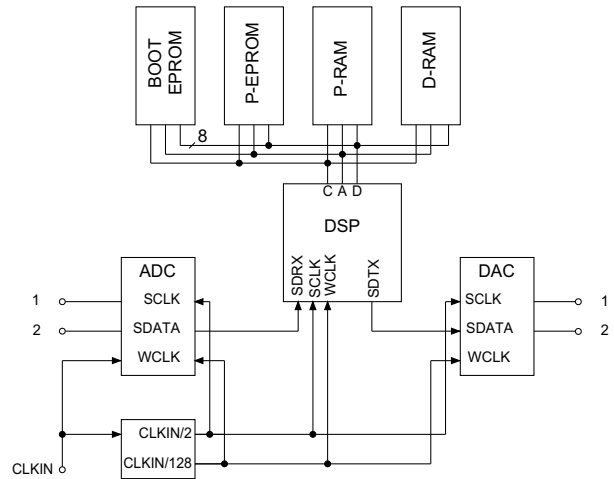 BOOT
EPROM
P-EPROM
P-RAM
D-RAM
8
C A D
DSP
SDRX
SCLK
WCLK
SDTX
ADC
SCLK
SDATA
WCLK
1
2
DAC
SCLK
SDATA
WCLK
1
2
CLKIN/2
CLKIN/128
CLKIN